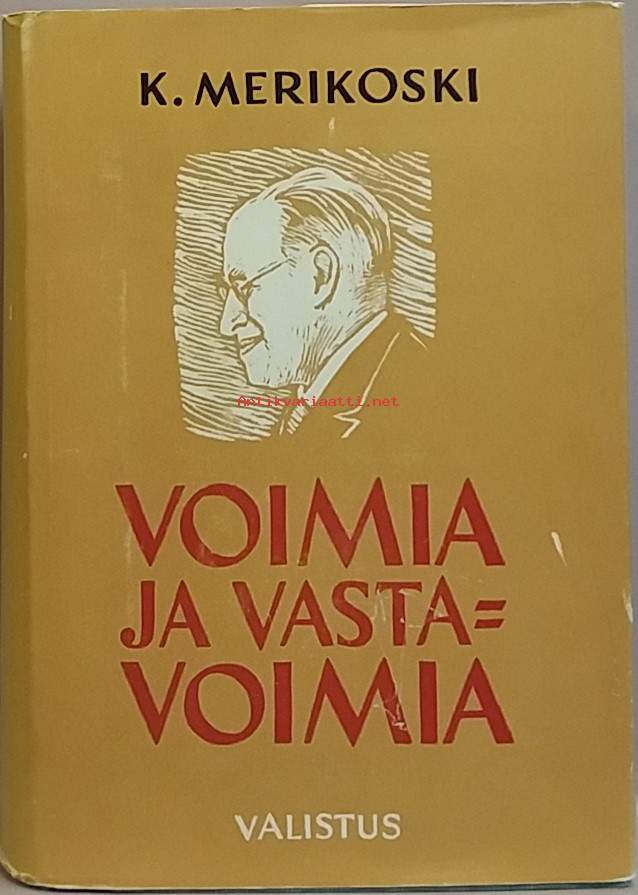 K. MERIKOSKI
Antikvariaatti.net
VOIMIA
JA VASTA=
VOIMIA
VALISTUS